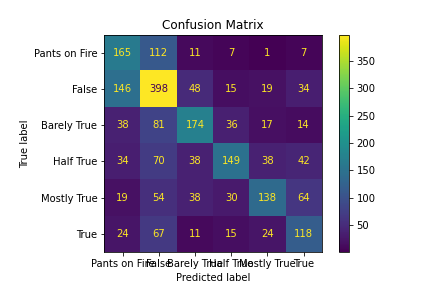 Confusion Matrix
Pants on Fire 165 112 11 7 1 7
False 146 398 48 15 19 34
Barely True 38 81 174 36 17 14
Half True 34 70 38 149 38 42
Mostly True 19 54 38 30 138 64
True 24 67 11 15 24 118
Pants on Fire False Barely True Half True Mostly True True
Predicted label
True label
350
300
250
200
150
100
50